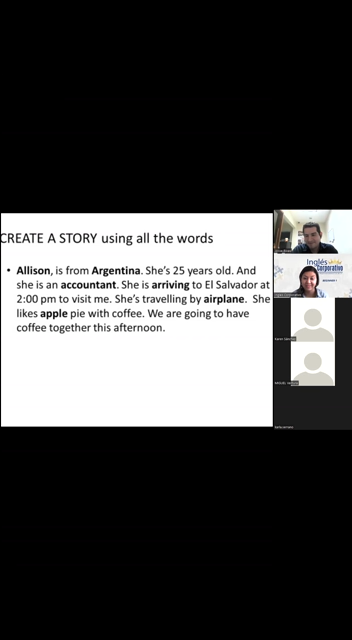 CREATE A STORY using all the words
• Allison, is from Argentina. She's 25 years old. And
she is an accountant. She is arriving to El Salvador at
2:00 pm to visit me. She's travelling by airplane.  She
likes apple pie with coffee. We are going to have
coffee together this afternoon.
Inglés
Corporativo